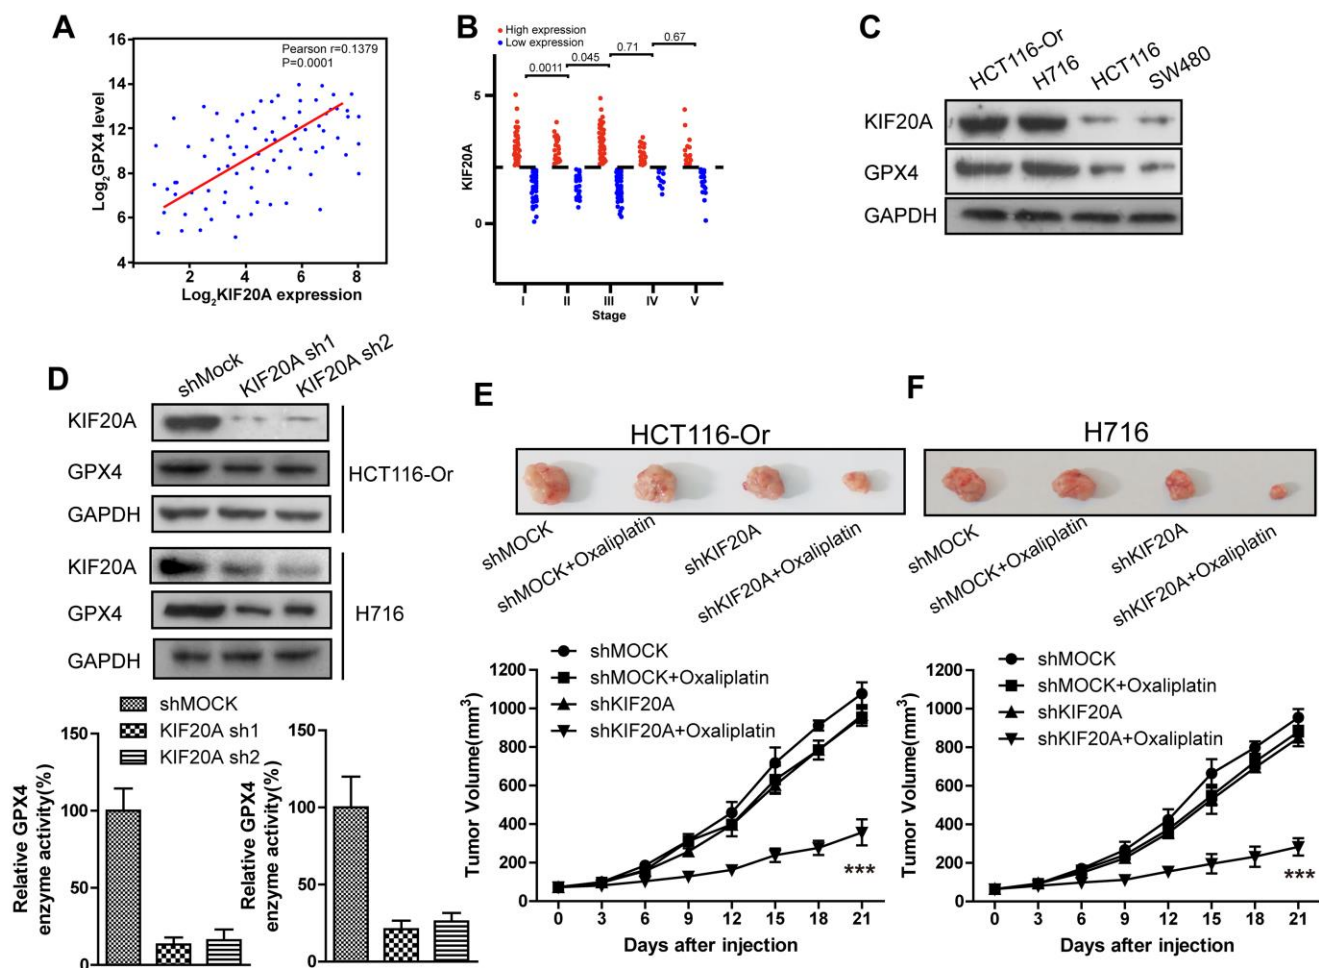 A
Pearson r=0.1379
P=0.0001
Log2GPX4 level
16
14
12
10
8
6
4
2
4
6
8
Log2KIF20A expression
B
High expression
Low expression
0.0011
0.045
0.71
0.67
KIF20A
5
0
I
II
III
IV
V
Stage
C
HCT116-Or
H716
HCT116
SW480
KIF20A
GPX4
GAPDH
D
shMock
KIF20A sh1
KIF20A sh2
KIF20A
GPX4
GAPDH
HCT116-Or
KIF20A
GPX4
GAPDH
H716
shMOCK
KIF20A sh1
KIF20A sh2
Relative GPX4
enzyme activity(%)
150
100
50
0
Relative GPX4
enzyme activity(%)
150
100
50
0
E
HCT116-Or
shMOCK
shMOCK+Oxaliplatin
shKIF20A
shKIF20A+Oxaliplatin
shMOCK
shMOCK+Oxaliplatin
shKIF20A
shKIF20A+Oxaliplatin
Tumor Volume(mm3)
1200
1000
800
600
400
200
0
***
0 3 6 9 12 15 18 21
Days after injection
F
H716
shMOCK
shMOCK+Oxaliplatin
shKIF20A
shKIF20A+Oxaliplatin
shMOCK
shMOCK+Oxaliplatin
shKIF20A
shKIF20A+Oxaliplatin
Tumor Volume(mm3)
1200
1000
800
600
400
200
0
***
0 3 6 9 12 15 18 21
Days after injection